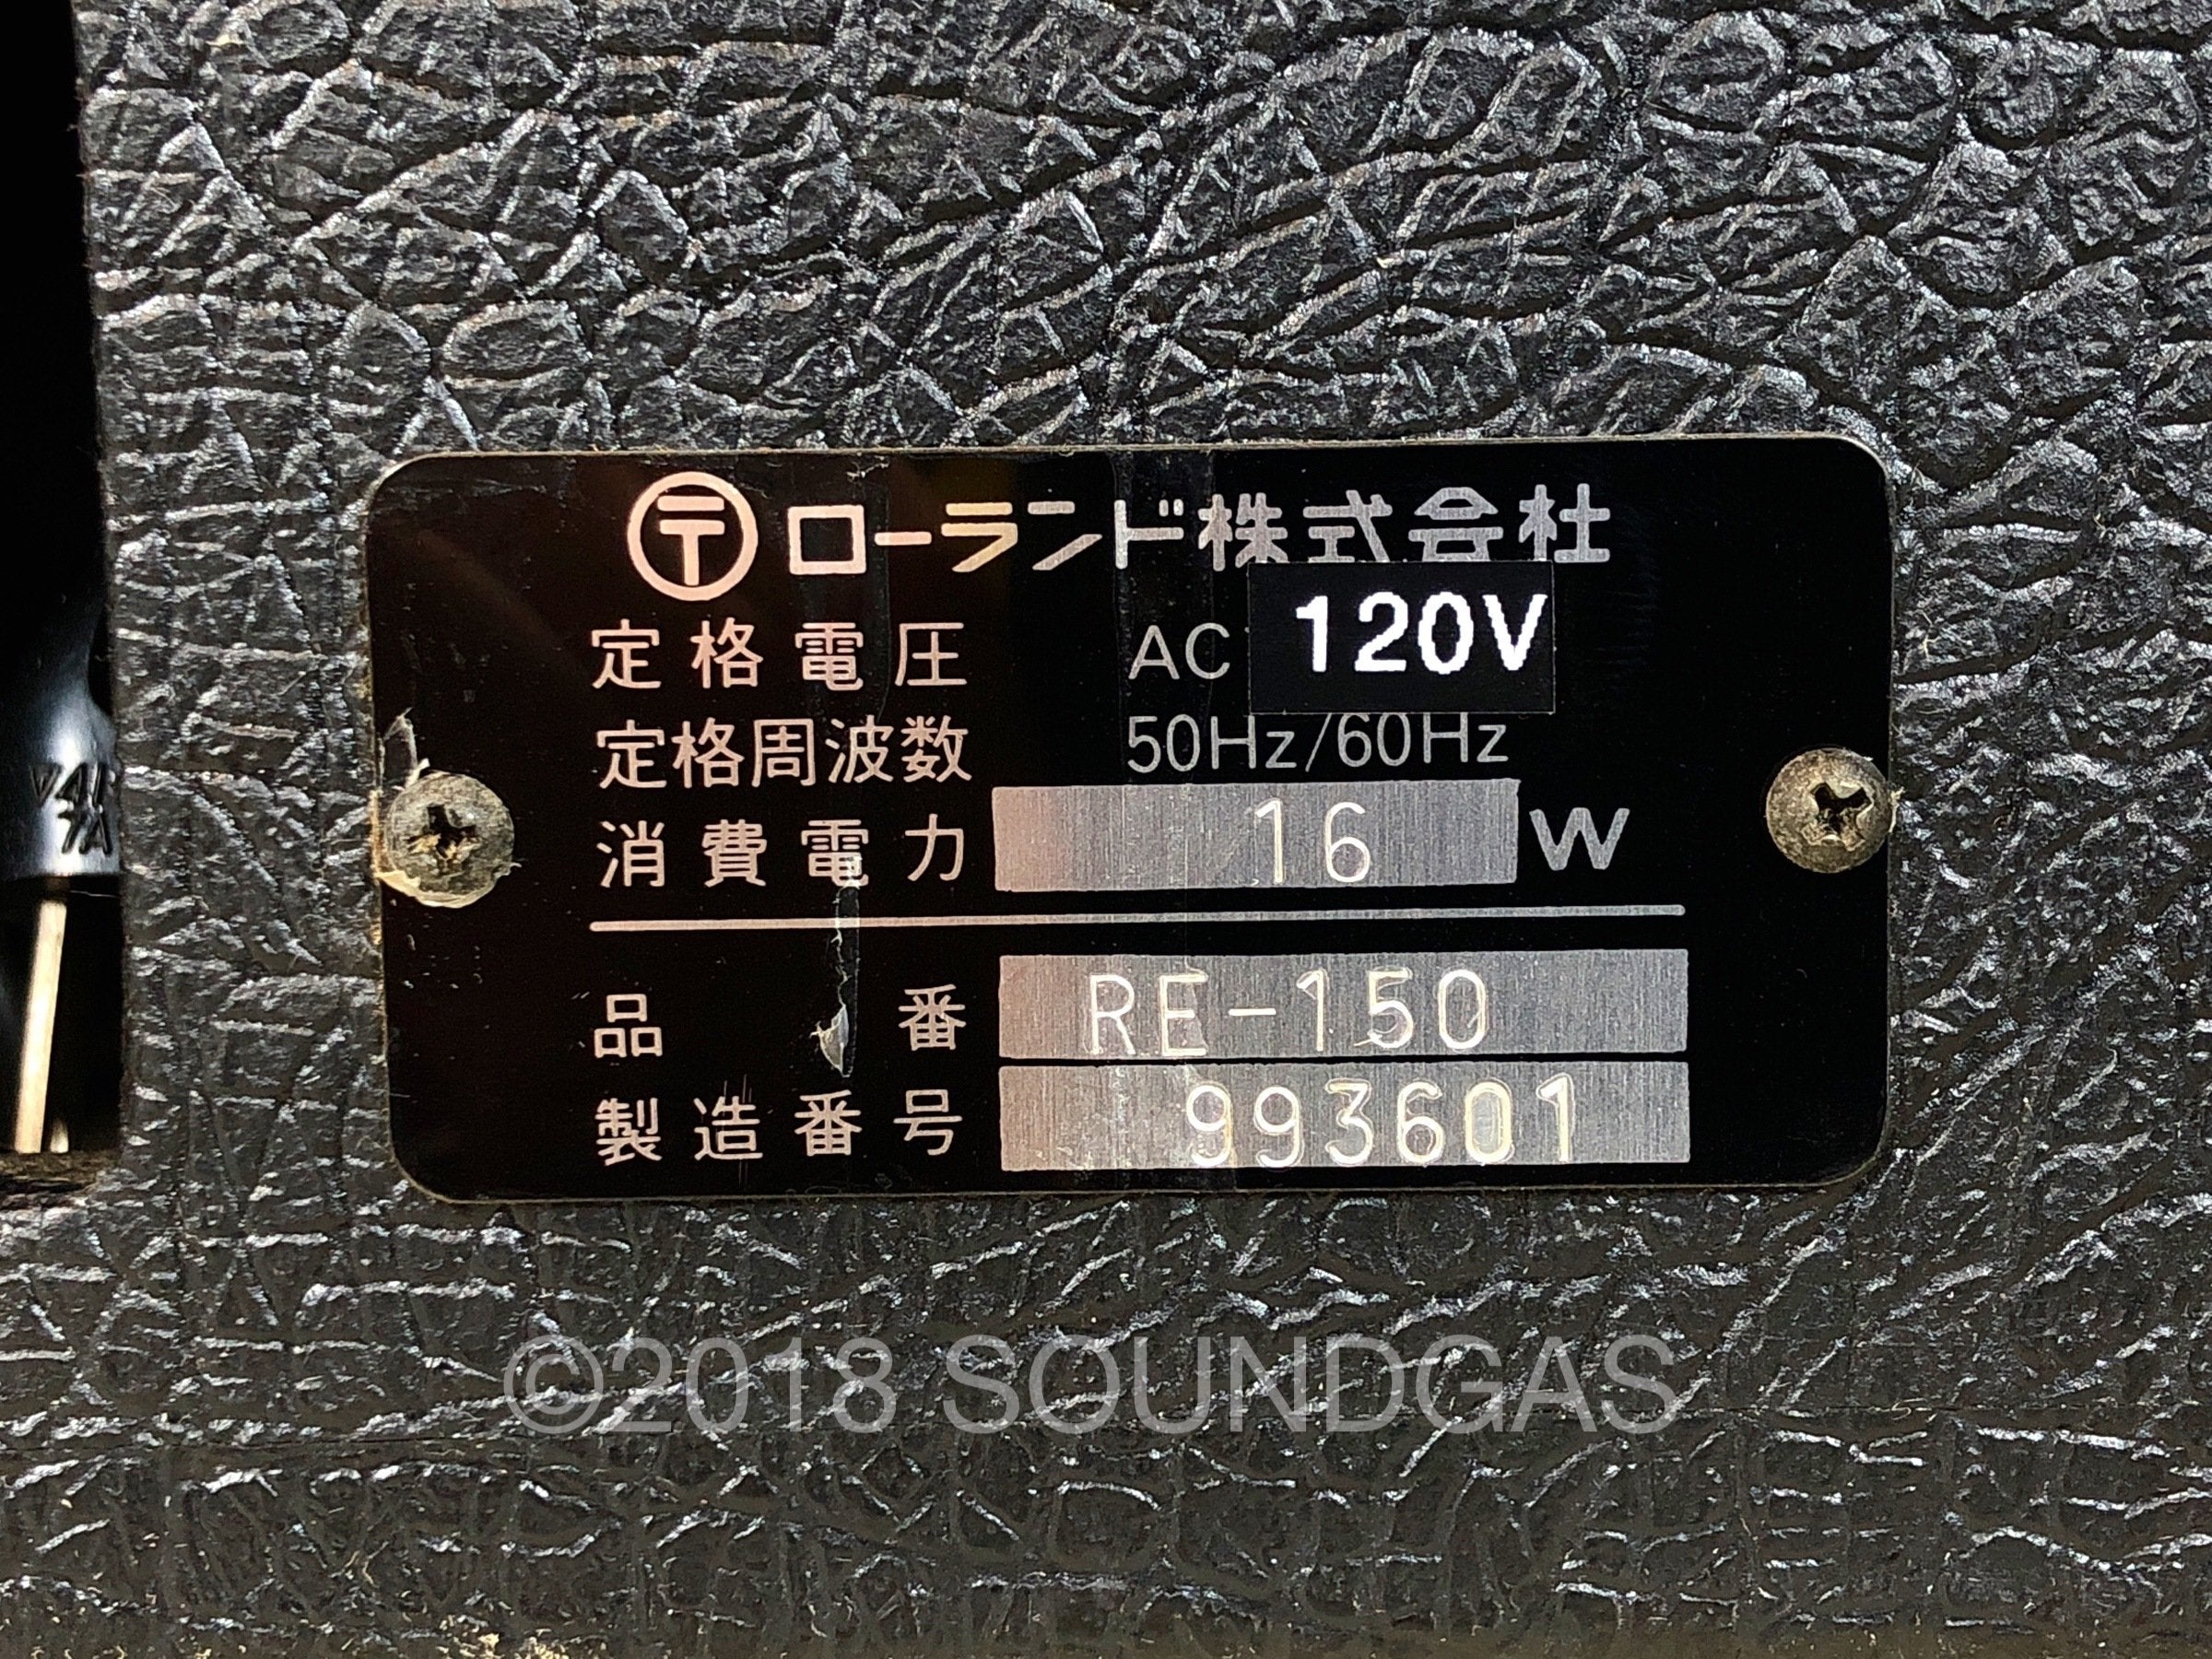 〒ローランド株式会社
定格電圧 AC 120V
定格周波数 50Hz/60Hz
消費電力 16 W
品番 RE-150
製造番号 993601
7A
©2018 SOUNDGAS